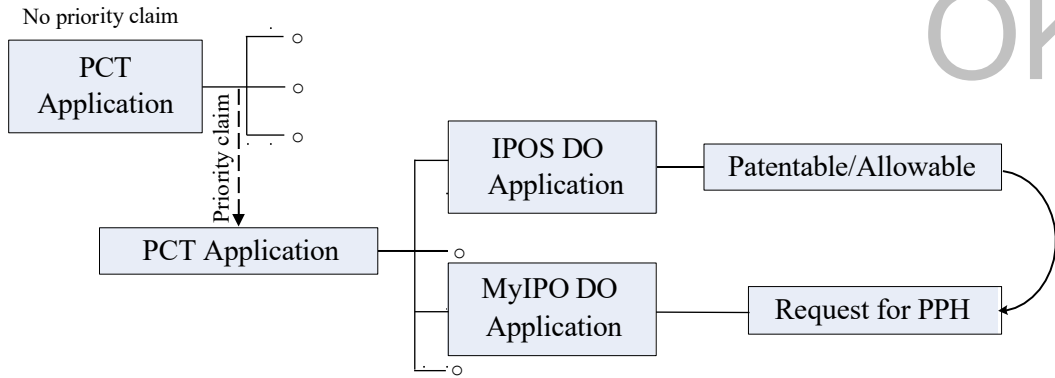 No priority claim
OK
PCT
Application
Priority claim
IPOS DO
Application
Patentable/Allowable
PCT Application
MyIPO DO
Application
Request for PPH